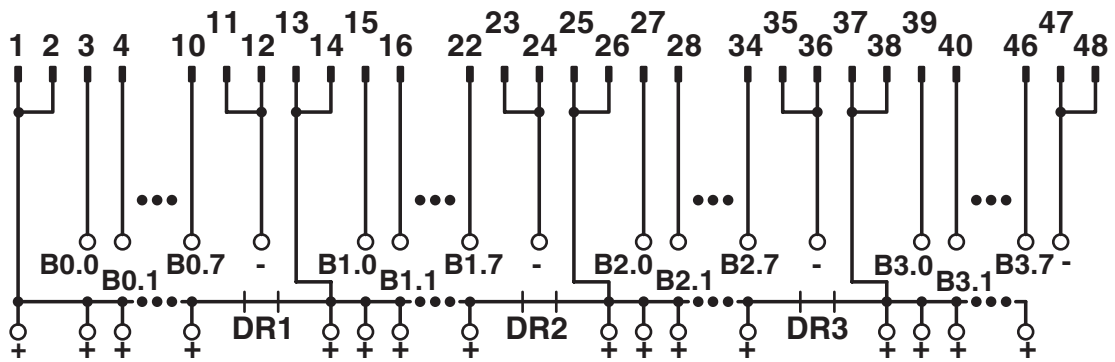 11 13 15 23 25 27 35 37 39 47
1 2 3 4 10 12 14 16 22 24 26 28 34 36 38 40 46 48
B0.0 B0.7 - B1.0 B1.7 - B2.0 B2.7 - B3.0 B3.7 -
B0.1 B1.1 B2.1 B3.1
DR1 DR2 DR3
+ + + + + + + + + + + + + + + +